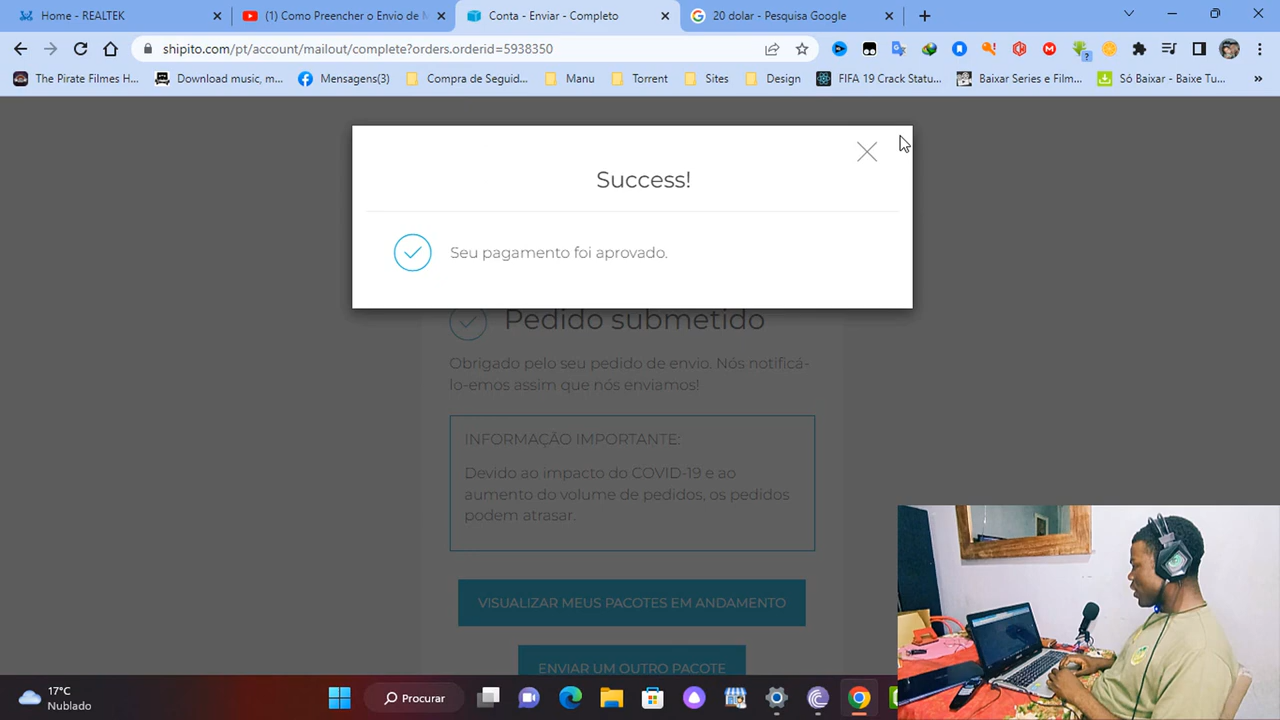 Home - REALTEK
(1) Como Preencher o Envio de M
Conta - Enviar - Completo
20 dolar - Pesquisa Google
shipito.com/pt/account/mailout/complete?orders.orderid=5938350
The Pirate Filmes H...
Download music, m...
Mensagens(3)
Compra de Seguid...
Manu
Torrent
Sites
Design
FIFA 19 Crack Statu...
Baixar Series e Film...
Só Baixar - Baixe Tu...
»
Success!
Seu pagamento foi aprovado.
Pedido submetido
Obrigado pelo seu pedido de envio. Nós notificá-
lo-emos assim que nós enviamos!
INFORMAÇÃO IMPORTANTE:
Devido ao impacto do COVID-19 e ao
aumento do volume de pedidos, os pedidos
podem atrasar.
VISUALIZAR MEUS PACOTES EM ANDAMENTO
ENVIAR UM OUTRO PACOTE
17°C
Nublado
Procurar